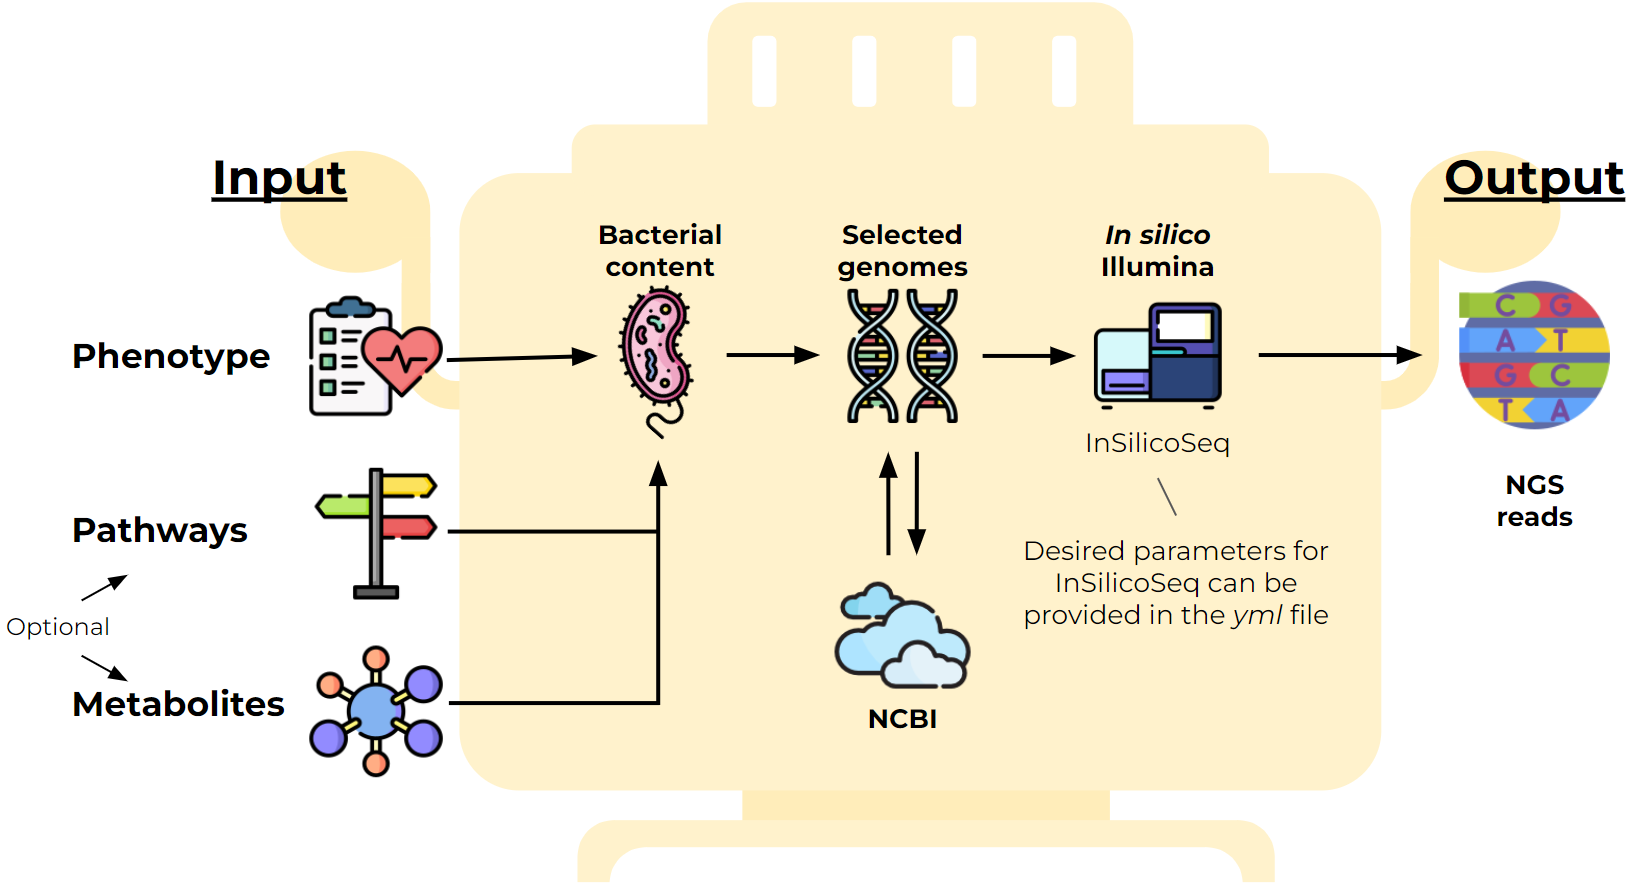 Input
Output
Bacterial
content
Selected
genomes
In silico
Illumina
Phenotype
C G
A T
G C
T A
InSilicoSeq
NGS
reads
Pathways
Desired parameters for
InSilicoSeq can be
provided in the yml file
Optional
Metabolites
NCBI